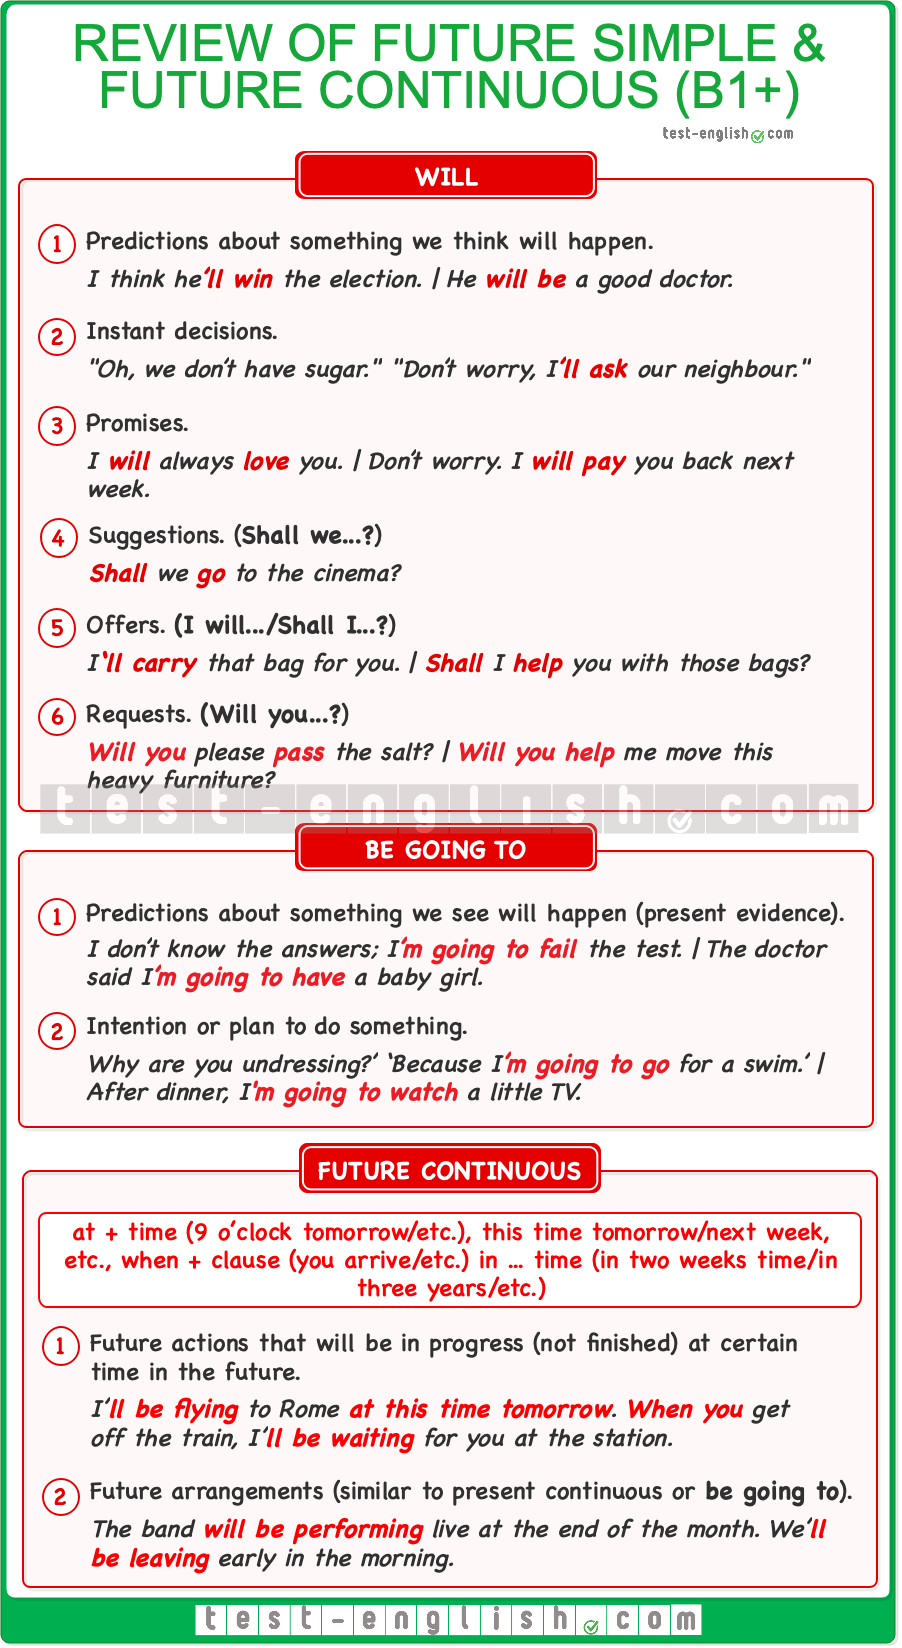 REVIEW OF FUTURE SIMPLE &
FUTURE CONTINUOUS (B1+)
test-english.com
WILL
1 Predictions about something we think will happen.
I think he’ll win the election. | He will be a good doctor.
2 Instant decisions.
"Oh, we don’t have sugar." "Don’t worry, I’ll ask our neighbour."
3 Promises.
I will always love you. | Don’t worry. I will pay you back next
week.
4 Suggestions. (Shall we...?)
Shall we go to the cinema?
5 Offers. (I will.../Shall I...?)
I‘ll carry that bag for you. | Shall I help you with those bags?
6 Requests. (Will you...?)
Will you please pass the salt? | Will you help me move this
heavy furniture?
test-english.com
BE GOING TO
1 Predictions about something we see will happen (present evidence).
I don’t know the answers; I’m going to fail the test. | The doctor
said I’m going to have a baby girl.
2 Intention or plan to do something.
Why are you undressing?’ ‘Because I’m going to go for a swim.’ |
After dinner, I'm going to watch a little TV.
FUTURE CONTINUOUS
at + time (9 o’clock tomorrow/etc.), this time tomorrow/next week,
etc., when + clause (you arrive/etc.) in ... time (in two weeks time/in
three years/etc.)
1 Future actions that will be in progress (not finished) at certain
time in the future.
I’ll be flying to Rome at this time tomorrow. When you get
off the train, I’ll be waiting for you at the station.
2 Future arrangements (similar to present continuous or be going to).
The band will be performing live at the end of the month. We’ll
be leaving early in the morning.
test-english.com